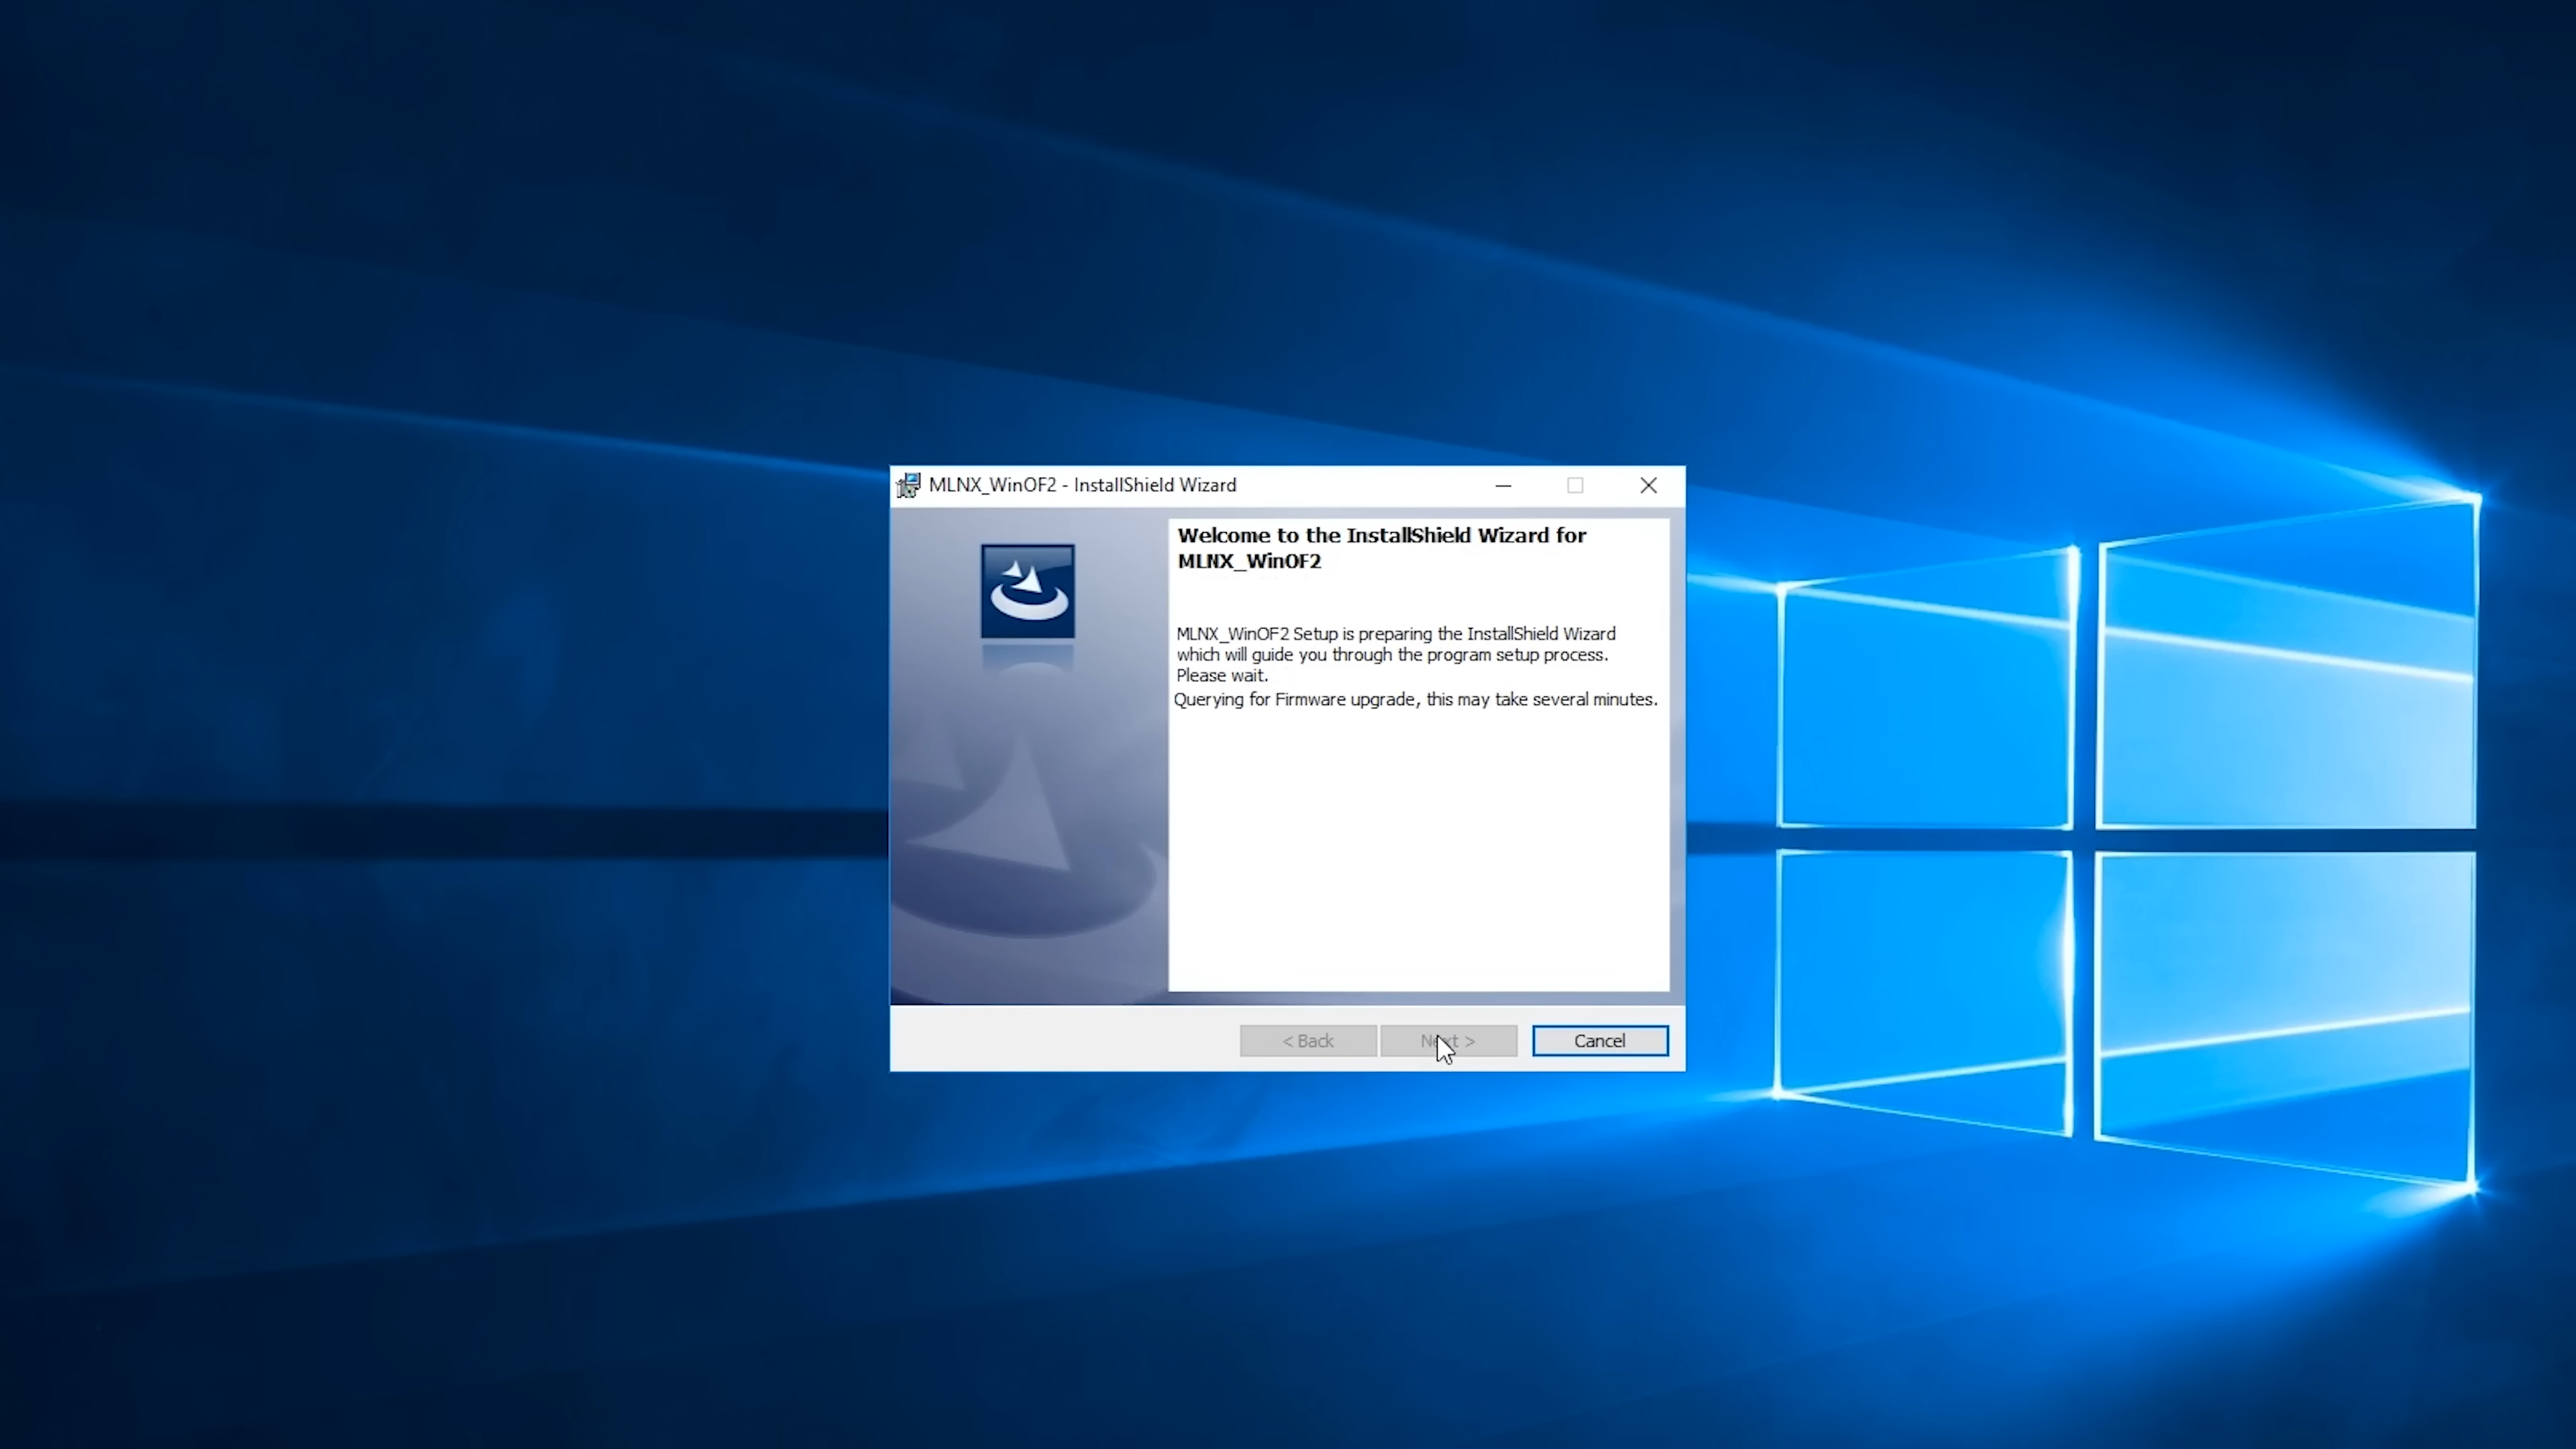 MLNX_WinOF2 - InstallShield Wizard
Welcome to the InstallShield Wizard for
MLNX_WinOF2
MLNX_WinOF2 Setup is preparing the InstallShield Wizard
which will guide you through the program setup process.
Please wait.
Querying for Firmware upgrade, this may take several minutes.
< Back
Next >
Cancel